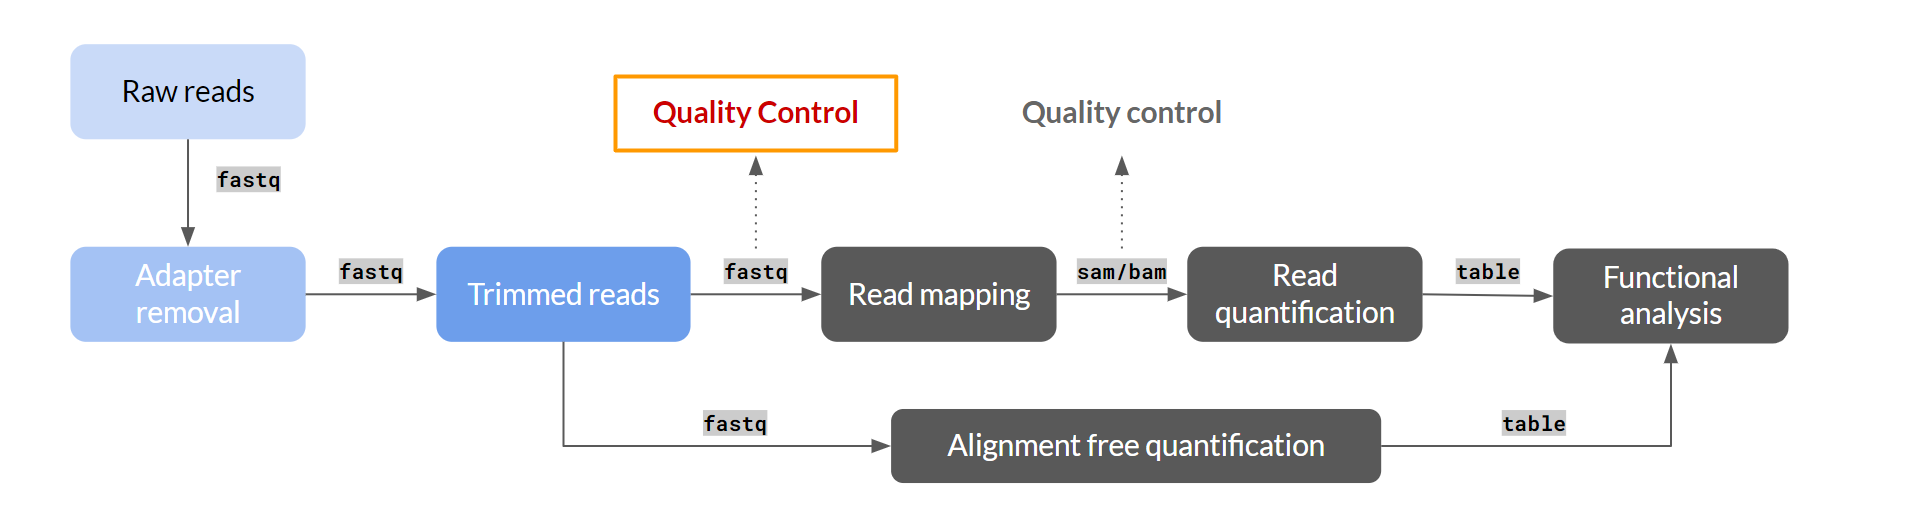 Raw reads
Quality Control
Quality control
fastq
Adapter
removal
fastq
Trimmed reads
fastq
Read mapping
sam/bam
Read
quantification
table
Functional
analysis
fastq
Alignment free quantification
table